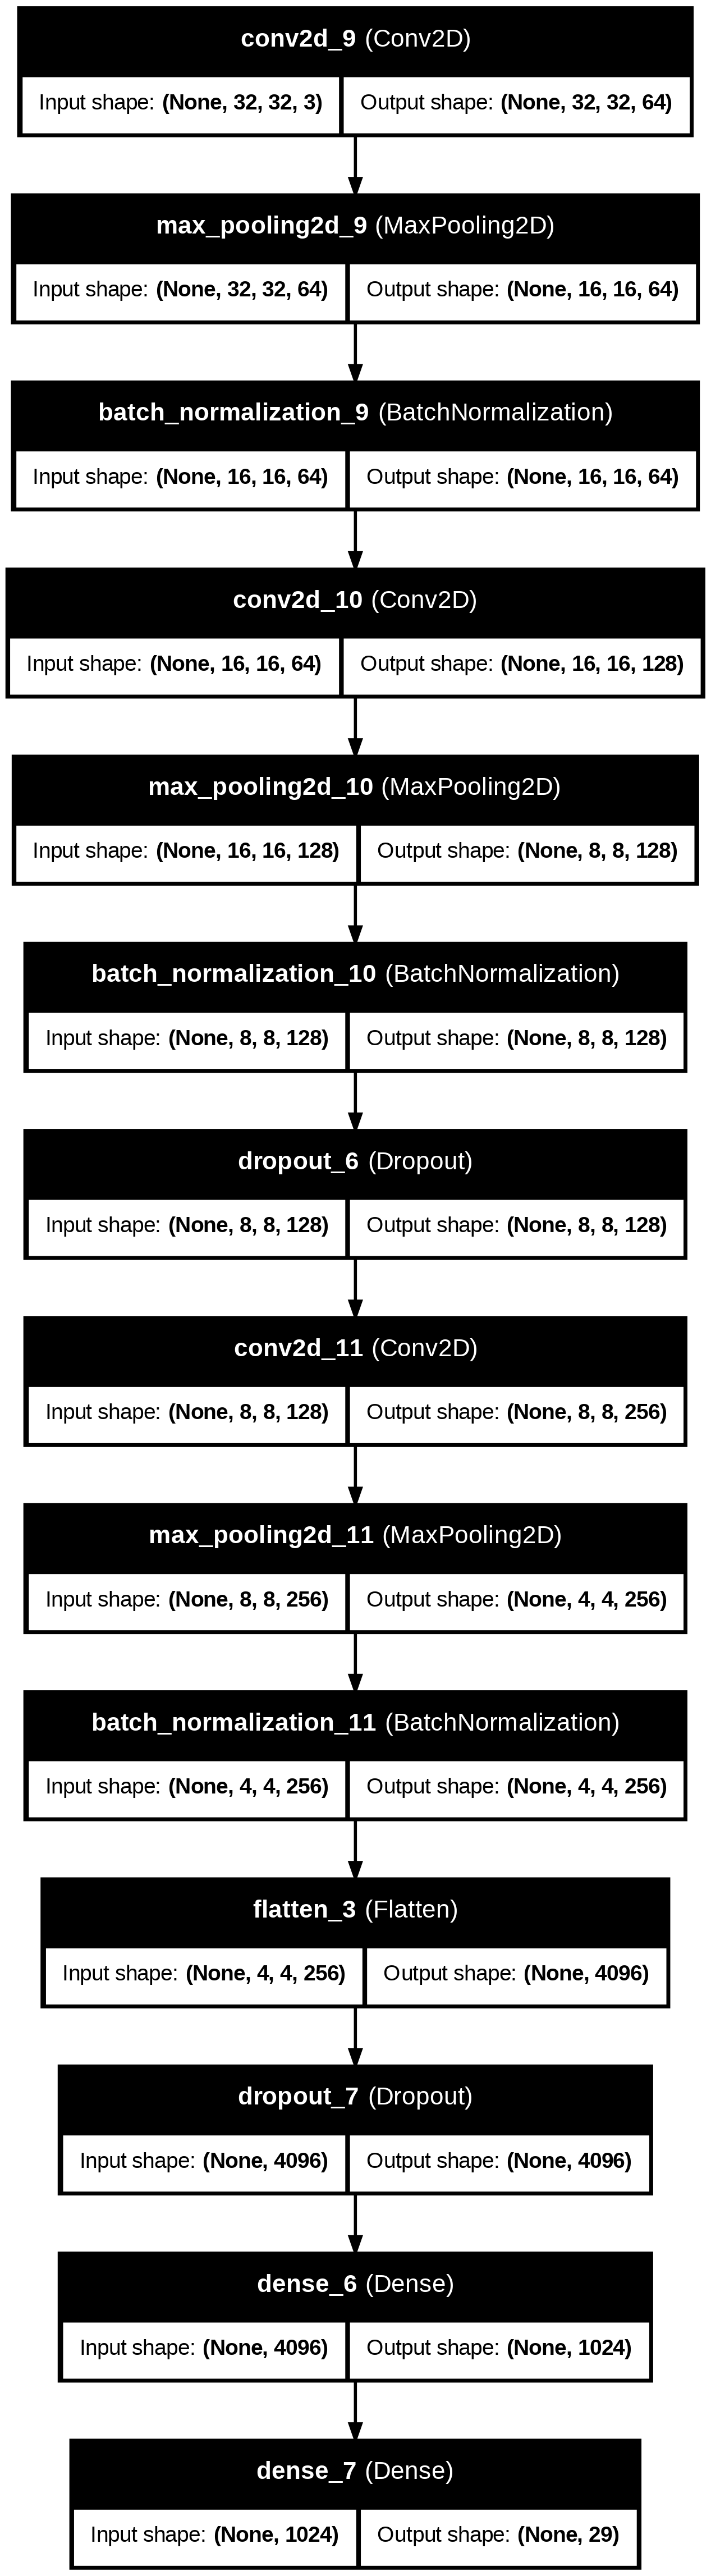 conv2d_9 (Conv2D)
Input shape: (None, 32, 32, 3) Output shape: (None, 32, 32, 64)
max_pooling2d_9 (MaxPooling2D)
Input shape: (None, 32, 32, 64) Output shape: (None, 16, 16, 64)
batch_normalization_9 (BatchNormalization)
Input shape: (None, 16, 16, 64) Output shape: (None, 16, 16, 64)
conv2d_10 (Conv2D)
Input shape: (None, 16, 16, 64) Output shape: (None, 16, 16, 128)
max_pooling2d_10 (MaxPooling2D)
Input shape: (None, 16, 16, 128) Output shape: (None, 8, 8, 128)
batch_normalization_10 (BatchNormalization)
Input shape: (None, 8, 8, 128) Output shape: (None, 8, 8, 128)
dropout_6 (Dropout)
Input shape: (None, 8, 8, 128) Output shape: (None, 8, 8, 128)
conv2d_11 (Conv2D)
Input shape: (None, 8, 8, 128) Output shape: (None, 8, 8, 256)
max_pooling2d_11 (MaxPooling2D)
Input shape: (None, 8, 8, 256) Output shape: (None, 4, 4, 256)
batch_normalization_11 (BatchNormalization)
Input shape: (None, 4, 4, 256) Output shape: (None, 4, 4, 256)
flatten_3 (Flatten)
Input shape: (None, 4, 4, 256) Output shape: (None, 4096)
dropout_7 (Dropout)
Input shape: (None, 4096) Output shape: (None, 4096)
dense_6 (Dense)
Input shape: (None, 4096) Output shape: (None, 1024)
dense_7 (Dense)
Input shape: (None, 1024) Output shape: (None, 29)